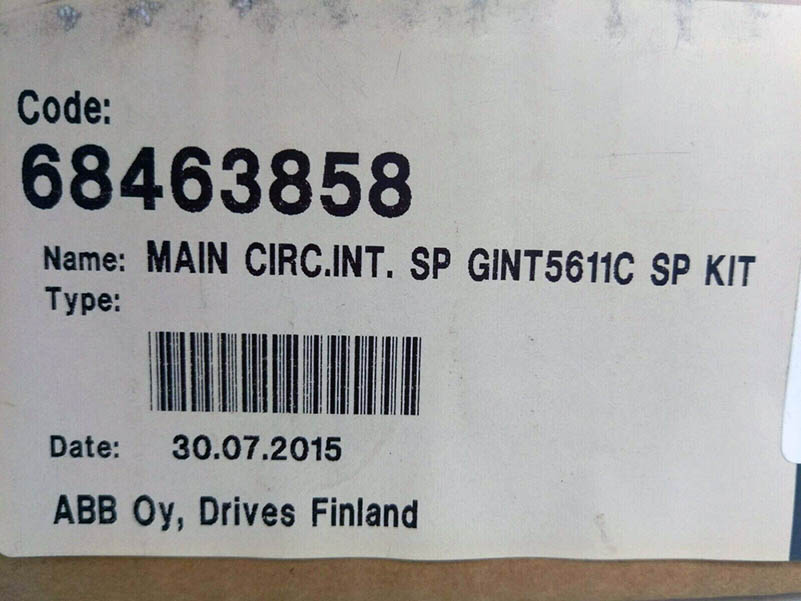 Code:
68463858
Name: MAIN CIRC.INT. SP GINT5611C SP KIT
Type:
Date: 30.07.2015
ABB Oy, Drives Finland